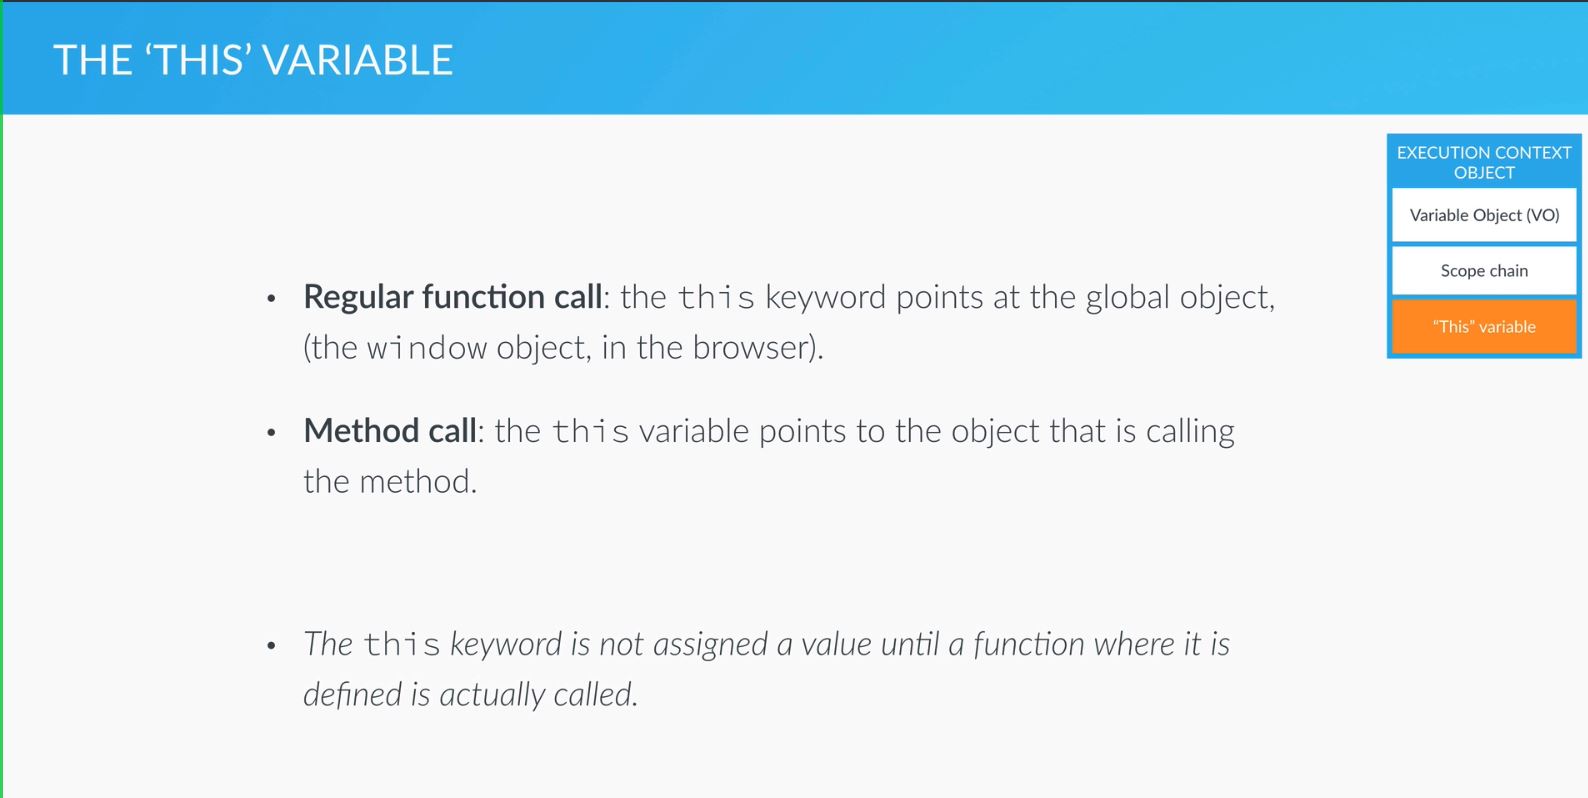 THE ‘THIS’ VARIABLE
EXECUTION CONTEXT
OBJECT
Variable Object (VO)
Scope chain
“This” variable
• Regular function call: the this keyword points at the global object,
(the window object, in the browser).
• Method call: the this variable points to the object that is calling
the method.
• The this keyword is not assigned a value until a function where it is
defined is actually called.